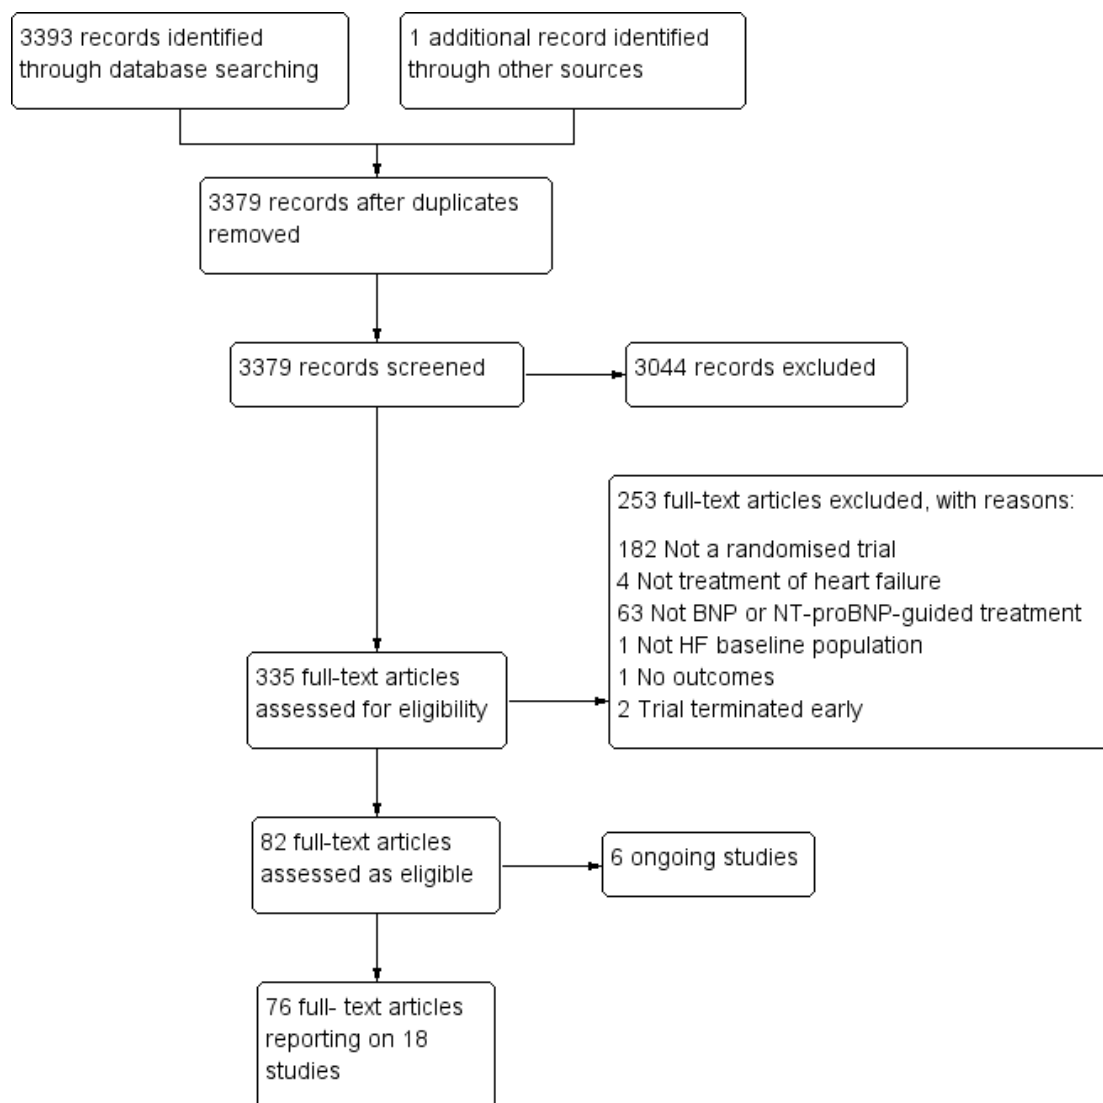 3393 records identified
through database searching
1 additional record identified
through other sources
3379 records after duplicates
removed
3379 records screened
3044 records excluded
253 full-text articles excluded, with reasons:
182 Not a randomised trial
4 Not treatment of heart failure
63 Not BNP or NT-proBNP-guided treatment
1 Not HF baseline population
1 No outcomes
2 Trial terminated early
335 full-text articles
assessed for eligibility
82 full-text articles
assessed as eligible
6 ongoing studies
76 full- text articles
reporting on 18
studies